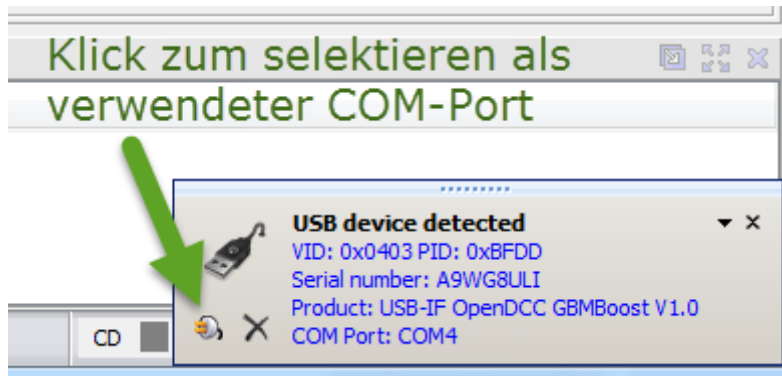 Klick zum selektieren als
verwendeter COM-Port
USB device detected
VID: 0x0403 PID: 0xBFDD
Serial number: A9WG8ULI
Product: USB-IF OpenDCC GBMBoost V1.0
COM Port: COM4
CD